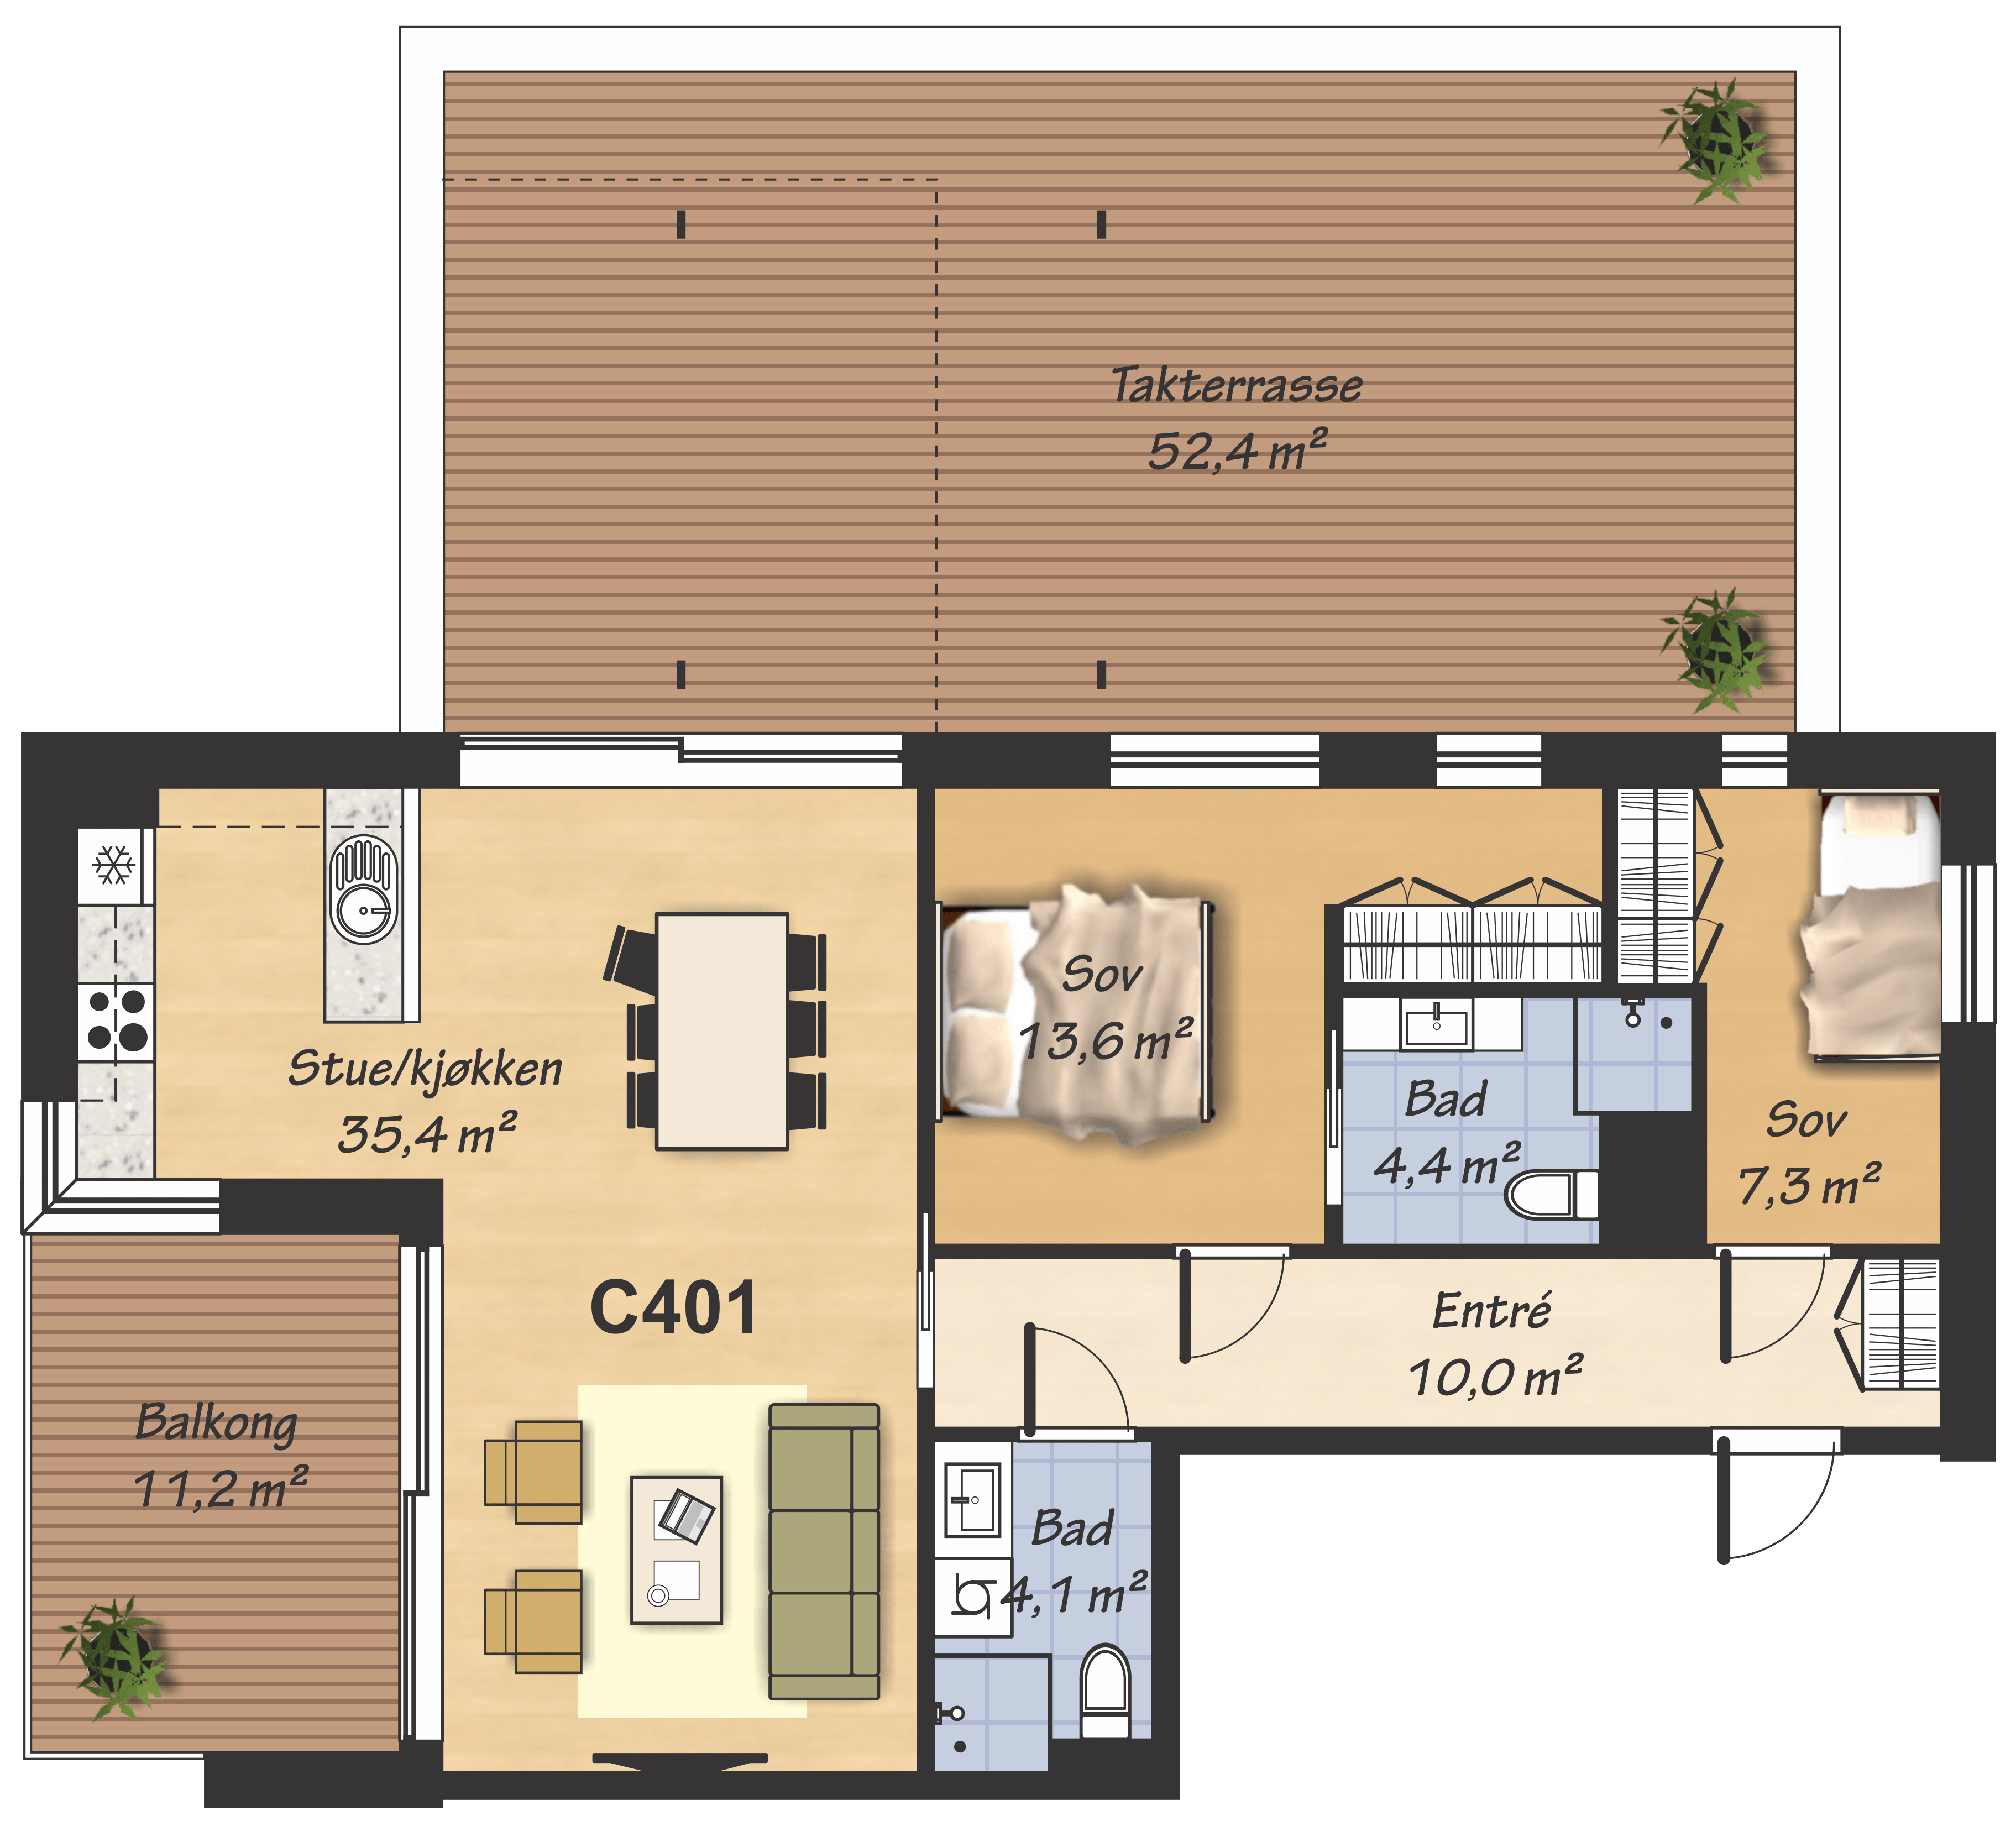 Takterrasse
52,4 m²
Sov
13,6 m²
Stue/kjøkken
35,4 m²
Bad
4,4 m²
Sov
7,3 m²
C401
Entré
10,0 m²
Balkong
11,2 m²
Bad
4,1 m²